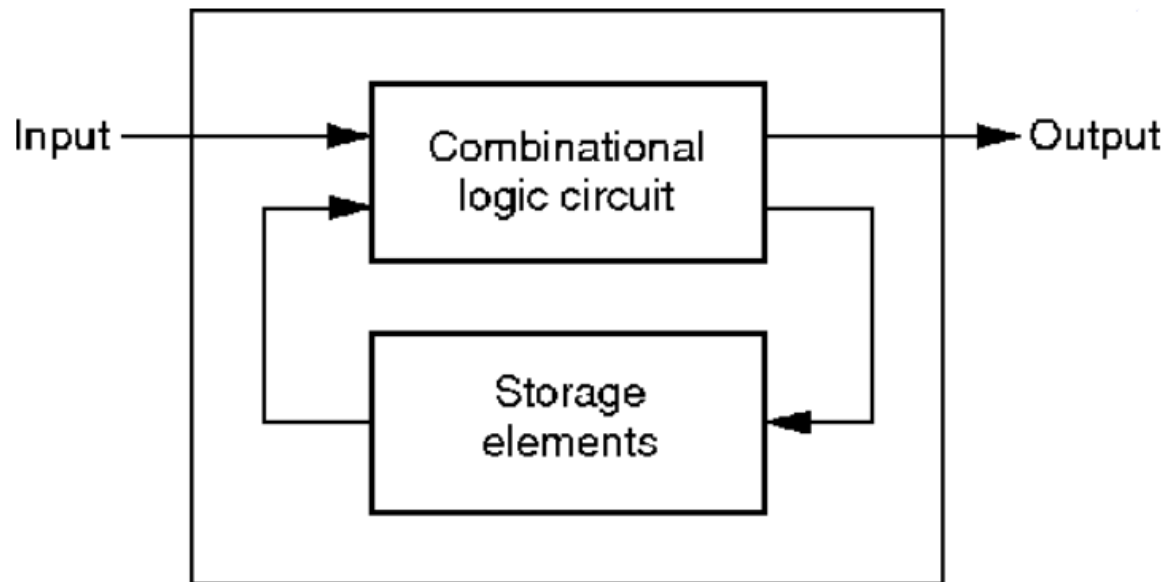 Input
Combinational
logic circuit
Output
Storage
elements